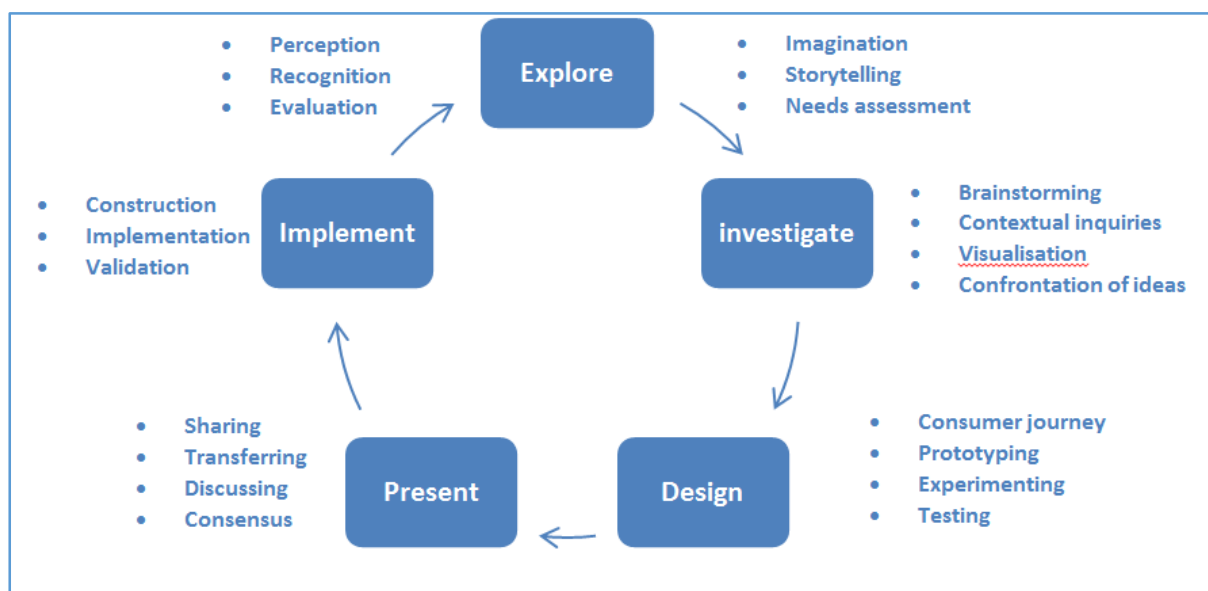 Explore
• Perception
• Recognition
• Evaluation
• Imagination
• Storytelling
• Needs assessment
investigate
• Brainstorming
• Contextual inquiries
• Visualisation
• Confrontation of ideas
Design
• Consumer journey
• Prototyping
• Experimenting
• Testing
Present
• Sharing
• Transferring
• Discussing
• Consensus
Implement
• Construction
• Implementation
• Validation